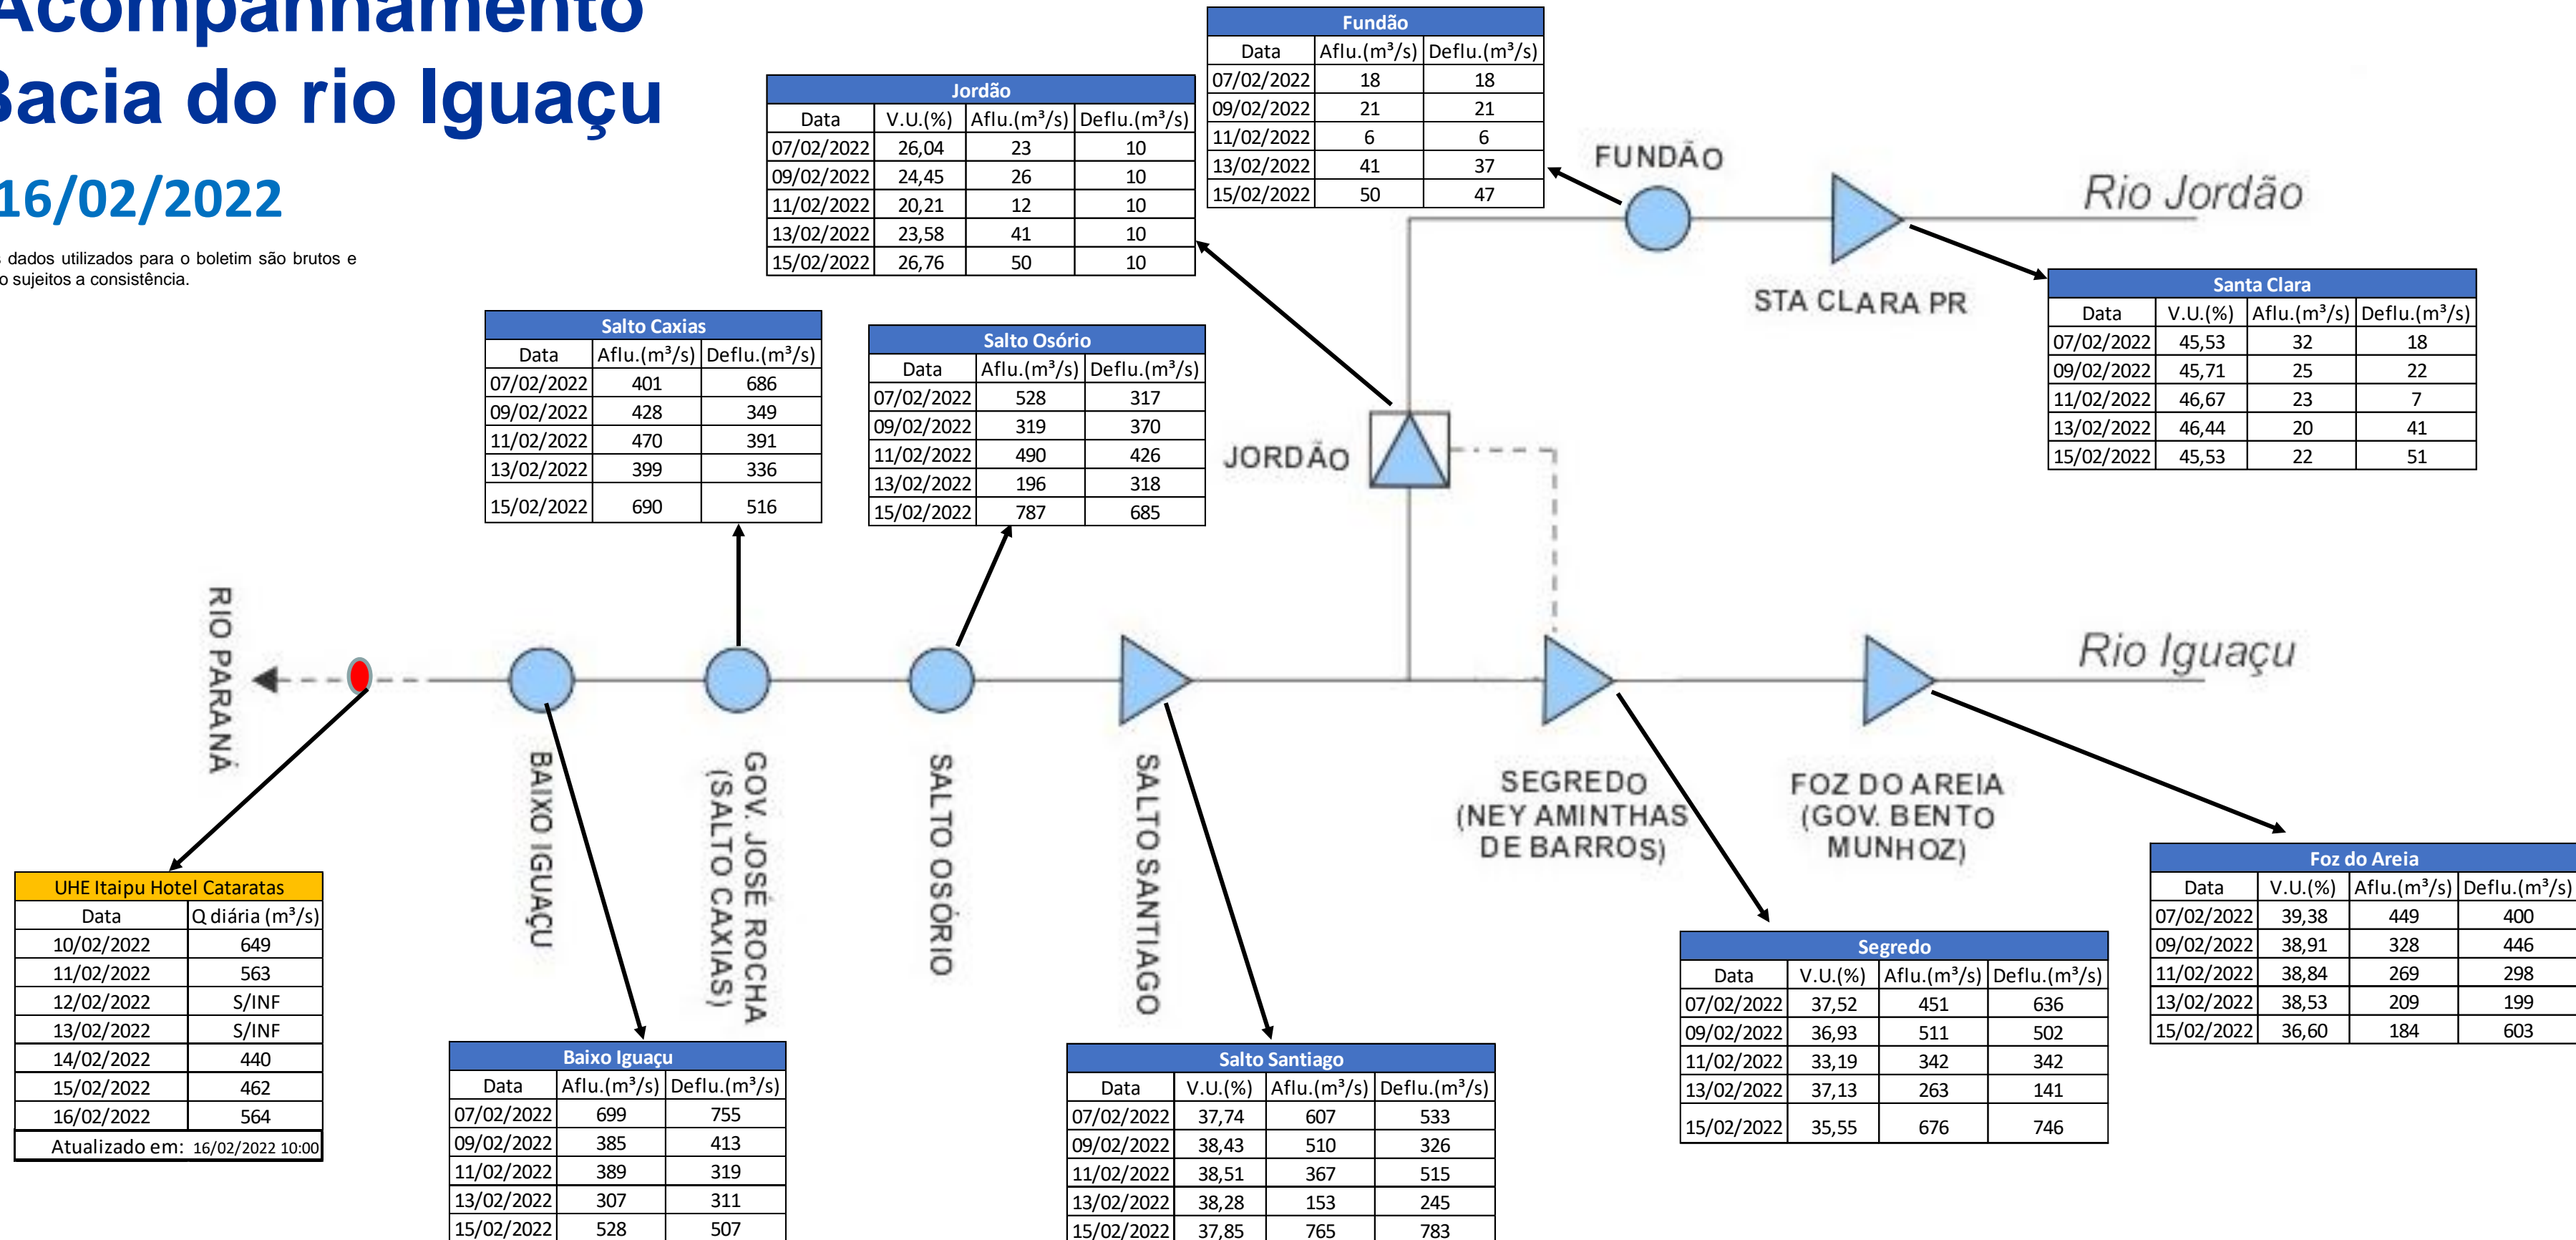 Acompanhamento
Bacia do rio Iguaçu
16/02/2022
s dados utilizados para o boletim são brutos e
o sujeitos a consistência.
Fundão
Data Aflu.(m³/s) Deflu.(m³/s)
07/02/2022 18 18
09/02/2022 21 21
11/02/2022 6 6
13/02/2022 41 37
15/02/2022 50 47
Jordão
Data V.U.(%) Aflu.(m³/s) Deflu.(m³/s)
07/02/2022 26,04 23 10
09/02/2022 24,45 26 10
11/02/2022 20,21 12 10
13/02/2022 23,58 41 10
15/02/2022 26,76 50 10
FUNDÃO
STA CLARA PR
Rio Jordão
Santa Clara
Data V.U.(%) Aflu.(m³/s) Deflu.(m³/s)
07/02/2022 45,53 32 18
09/02/2022 45,71 25 22
11/02/2022 46,67 23 7
13/02/2022 46,44 20 41
15/02/2022 45,53 22 51
Salto Caxias
Data Aflu.(m³/s) Deflu.(m³/s)
07/02/2022 401 686
09/02/2022 428 349
11/02/2022 470 391
13/02/2022 399 336
15/02/2022 690 516
Salto Osório
Data Aflu.(m³/s) Deflu.(m³/s)
07/02/2022 528 317
09/02/2022 319 370
11/02/2022 490 426
13/02/2022 196 318
15/02/2022 787 685
JORDÃO
RIO PARANÁ
Rio Iguaçu
BAIXO IGUAÇU
GOV. JOSÉ ROCHA
(SALTO CAXIAS)
SALTO OSÓRIO
SALTO SANTIAGO
SEGREDO
(NEY AMINTHAS
DE BARROS)
FOZ DO AREIA
(GOV. BENTO
MUNHOZ)
UHE Itaipu Hotel Cataratas
Data Q diária (m³/s)
10/02/2022 649
11/02/2022 563
12/02/2022 S/INF
13/02/2022 S/INF
14/02/2022 440
15/02/2022 462
16/02/2022 564
Atualizado em: 16/02/2022 10:00
Baixo Iguaçu
Data Aflu.(m³/s) Deflu.(m³/s)
07/02/2022 699 755
09/02/2022 385 413
11/02/2022 389 319
13/02/2022 307 311
15/02/2022 528 507
Salto Santiago
Data V.U.(%) Aflu.(m³/s) Deflu.(m³/s)
07/02/2022 37,74 607 533
09/02/2022 38,43 510 326
11/02/2022 38,51 367 515
13/02/2022 38,28 153 245
15/02/2022 37,85 765 783
Segredo
Data V.U.(%) Aflu.(m³/s) Deflu.(m³/s)
07/02/2022 37,52 451 636
09/02/2022 36,93 511 502
11/02/2022 33,19 342 342
13/02/2022 37,13 263 141
15/02/2022 35,55 676 746
Foz do Areia
Data V.U.(%) Aflu.(m³/s) Deflu.(m³/s)
07/02/2022 39,38 449 400
09/02/2022 38,91 328 446
11/02/2022 38,84 269 298
13/02/2022 38,53 209 199
15/02/2022 36,60 184 603